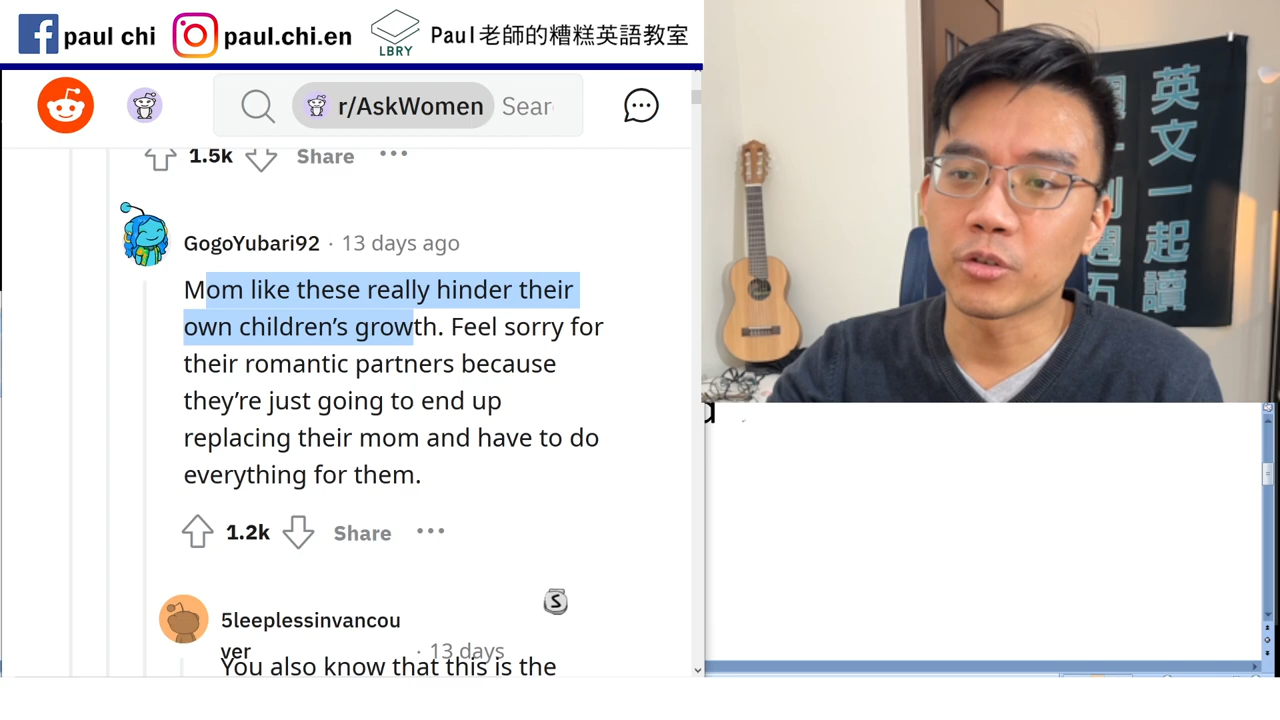 paul chi
paul.chi.en
LBRY
Paul老師的糟糕英語教室
r/AskWomen
Sear
1.5k
Share
GogoYubari92 · 13 days ago
Mom like these really hinder their
own children’s growth. Feel sorry for
their romantic partners because
they’re just going to end up
replacing their mom and have to do
everything for them.
1.2k
Share
5leeplessinvancou
ver · 13 days
You also know that this is the
英文一起讀